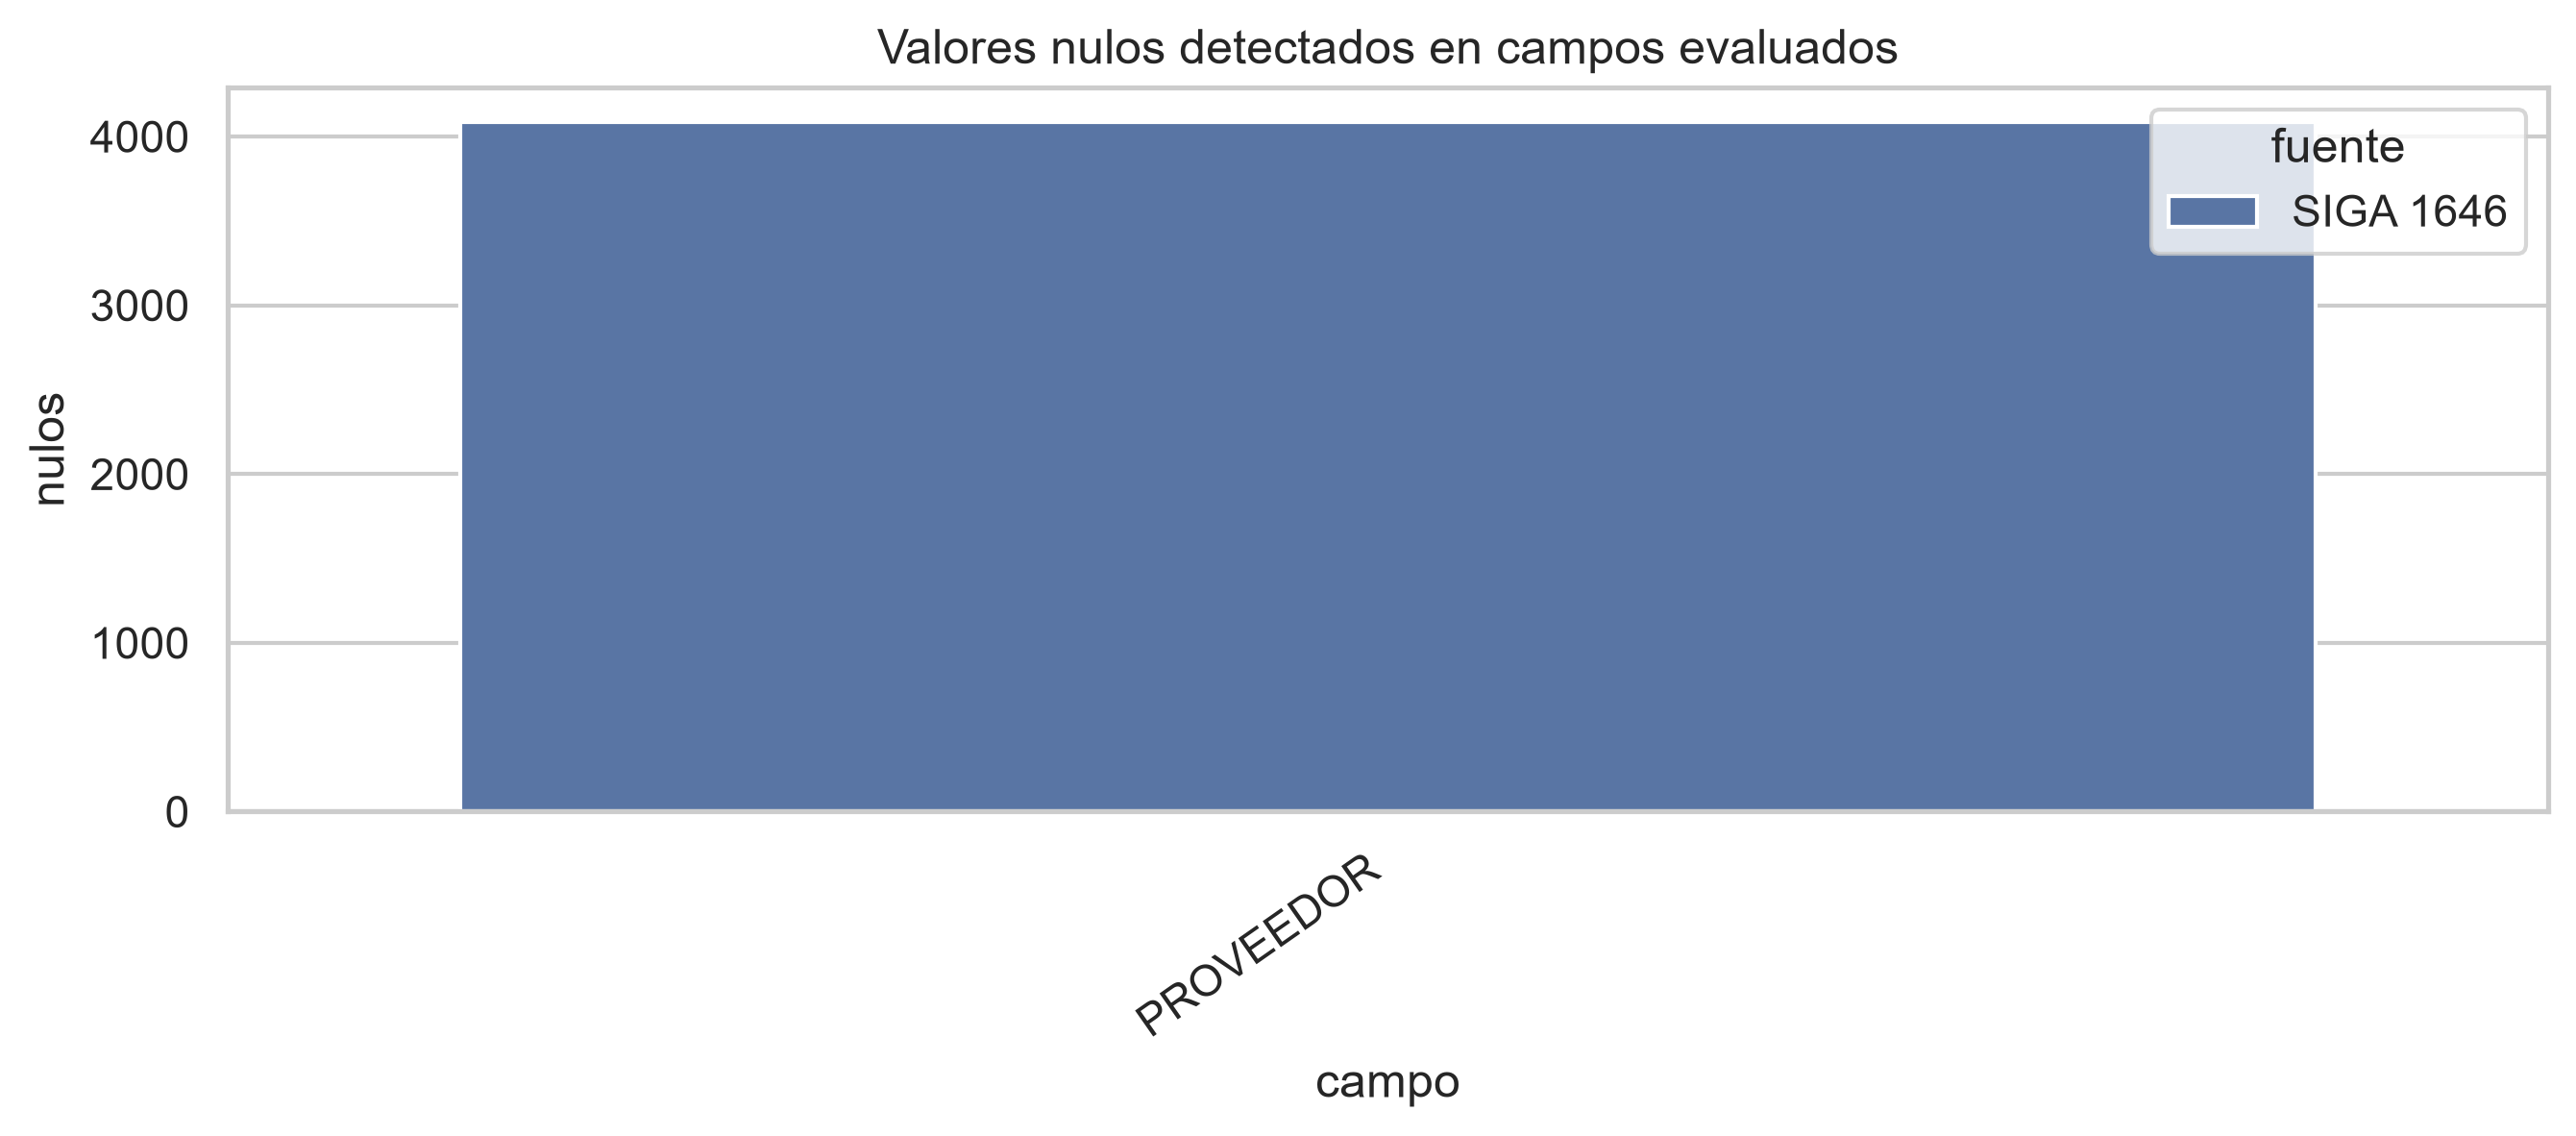 Valores nulos detectados en campos evaluados
fuente
SIGA 1646
4000
3000
2000
1000
0
nulos
PROVEEDOR
campo